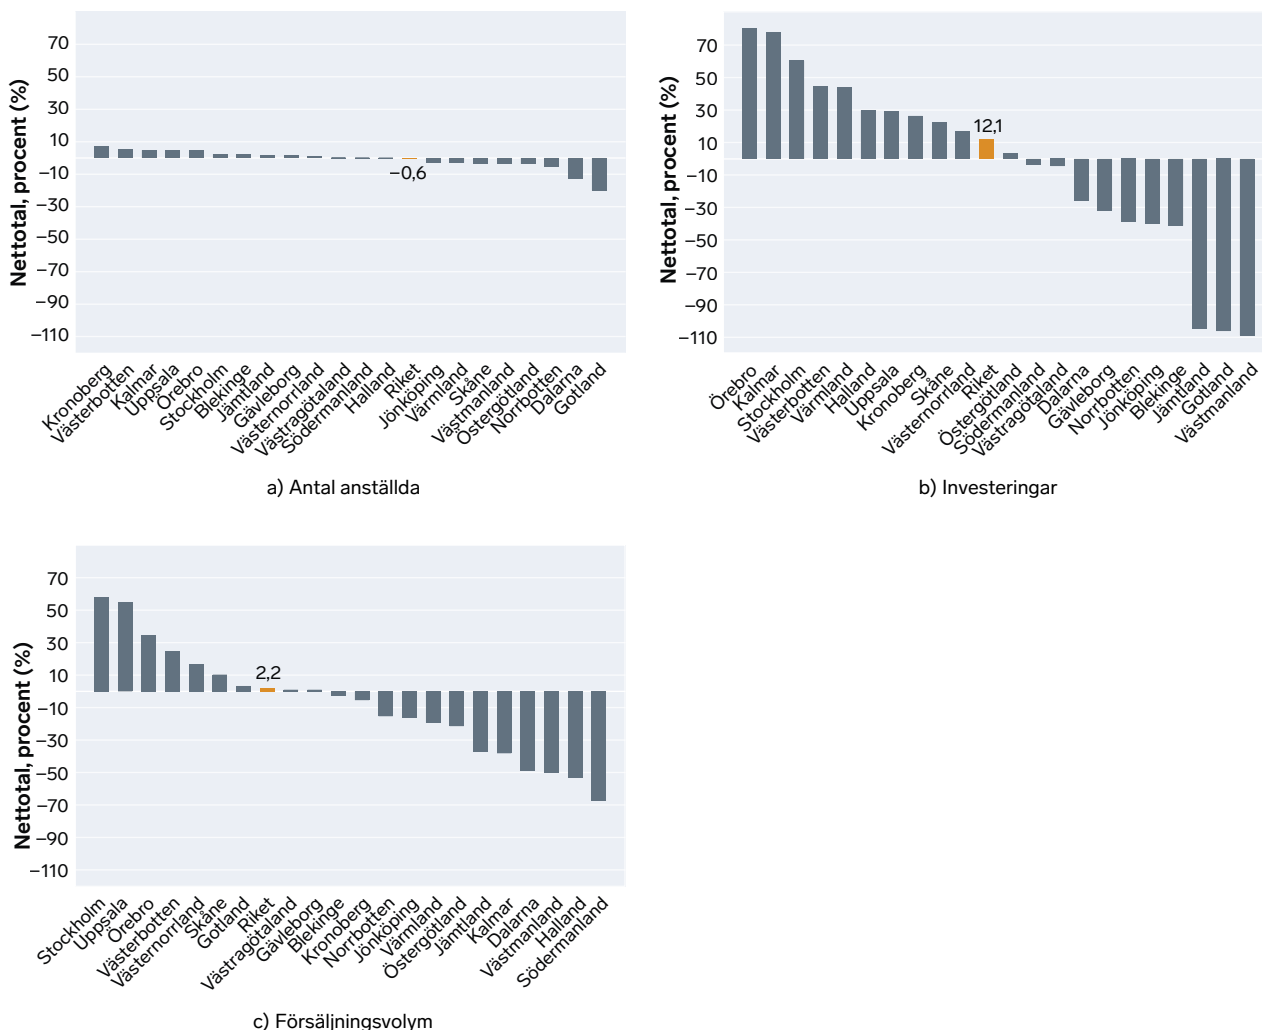 Nettotal, procent (%)
70
50
30
10
−10
−30
−50
−70
−90
−110
−0,6
Kronoberg
Västerbotten
Kalmar
Uppsala
Örebro
Stockholm
Blekinge
Jämtland
Gävleborg
Västernorrland
Västragötaland
Södermanland
Halland
Riket
Jönköping
Värmland
Skåne
Västmanland
Östergötland
Norrbotten
Dalarna
Gotland
a) Antal anställda
Nettotal, procent (%)
70
50
30
10
−10
−30
−50
−70
−90
−110
12,1
Örebro
Kalmar
Stockholm
Västerbotten
Värmland
Halland
Uppsala
Kronoberg
Skåne
Västernorrland
Riket
Östergötland
Södermanland
Västragötaland
Dalarna
Gävleborg
Norrbotten
Jönköping
Blekinge
Jämtland
Gotland
Västmanland
b) Investeringar
Nettotal, procent (%)
70
50
30
10
−10
−30
−50
−70
−90
−110
2,2
Stockholm
Uppsala
Örebro
Västerbotten
Västernorrland
Skåne
Gotland
Riket
Västragötaland
Gävleborg
Blekinge
Kronoberg
Norrbotten
Jönköping
Värmland
Östergötland
Jämtland
Kalmar
Dalarna
Västmanland
Halland
Södermanland
c) Försäljningsvolym